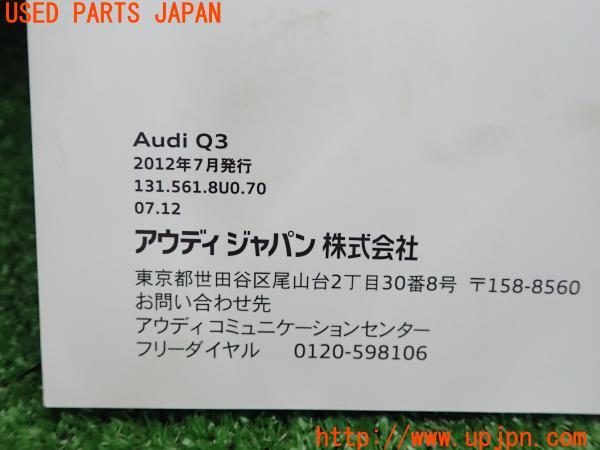 USED PARTS JAPAN
Audi Q3
2012年7月発行
131.561.8U0.70
07.12
アウディ ジャパン 株式会社
東京都世田谷区尾山台2丁目30番8号 〒158-8560
お問い合わせ先
アウディ コミュニケーションセンター
フリーダイヤル 0120-598106
http://www.upjpn.com/